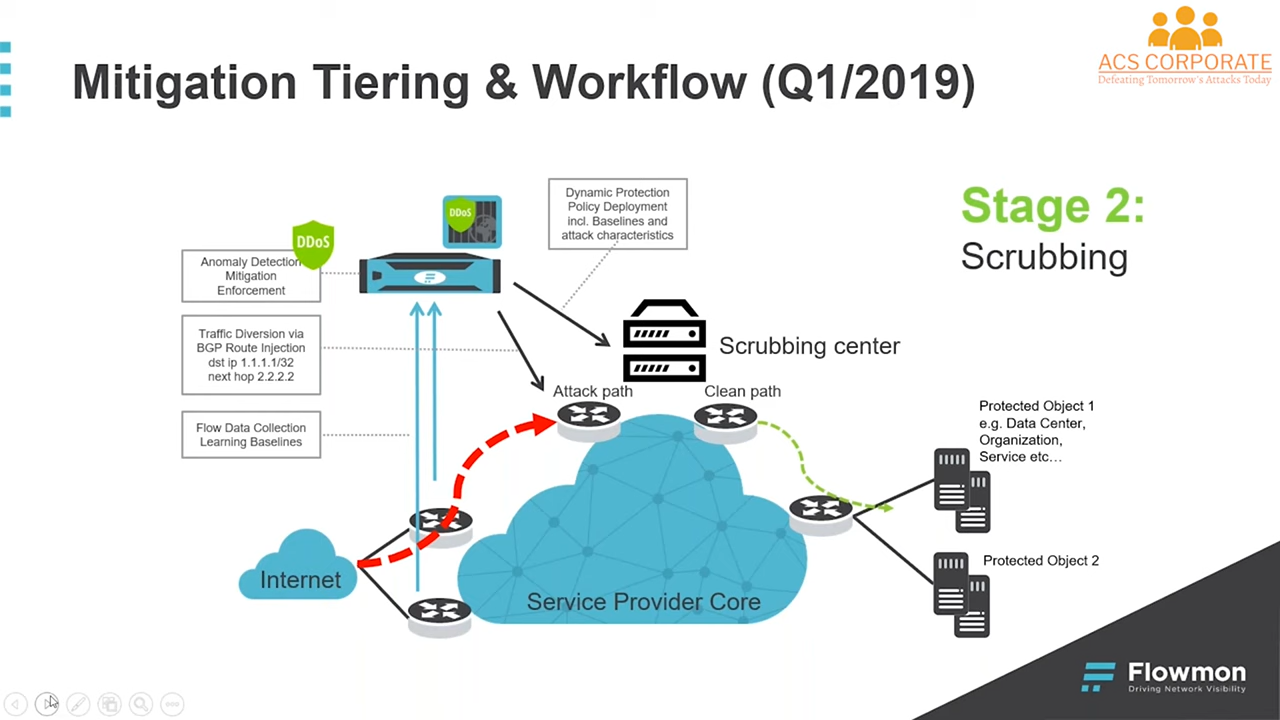 ACS CORPORATE
Defeating Tomorrow's Attacks Today
Mitigation Tiering & Workflow (Q1/2019)
Stage 2:
Scrubbing
DDoS
Dynamic Protection
Policy Deployment
incl. Baselines and
attack characteristics
DDoS
Anomaly Detection
Mitigation
Enforcement
Traffic Diversion via
BGP Route Injection
dst ip 1.1.1.1/32
next hop 2.2.2.2
Flow Data Collection
Learning Baselines
Scrubbing center
Attack path
Clean path
Protected Object 1
e.g. Data Center,
Organization,
Service etc…
Internet
Service Provider Core
Protected Object 2
Flowmon
Driving Network Visibility